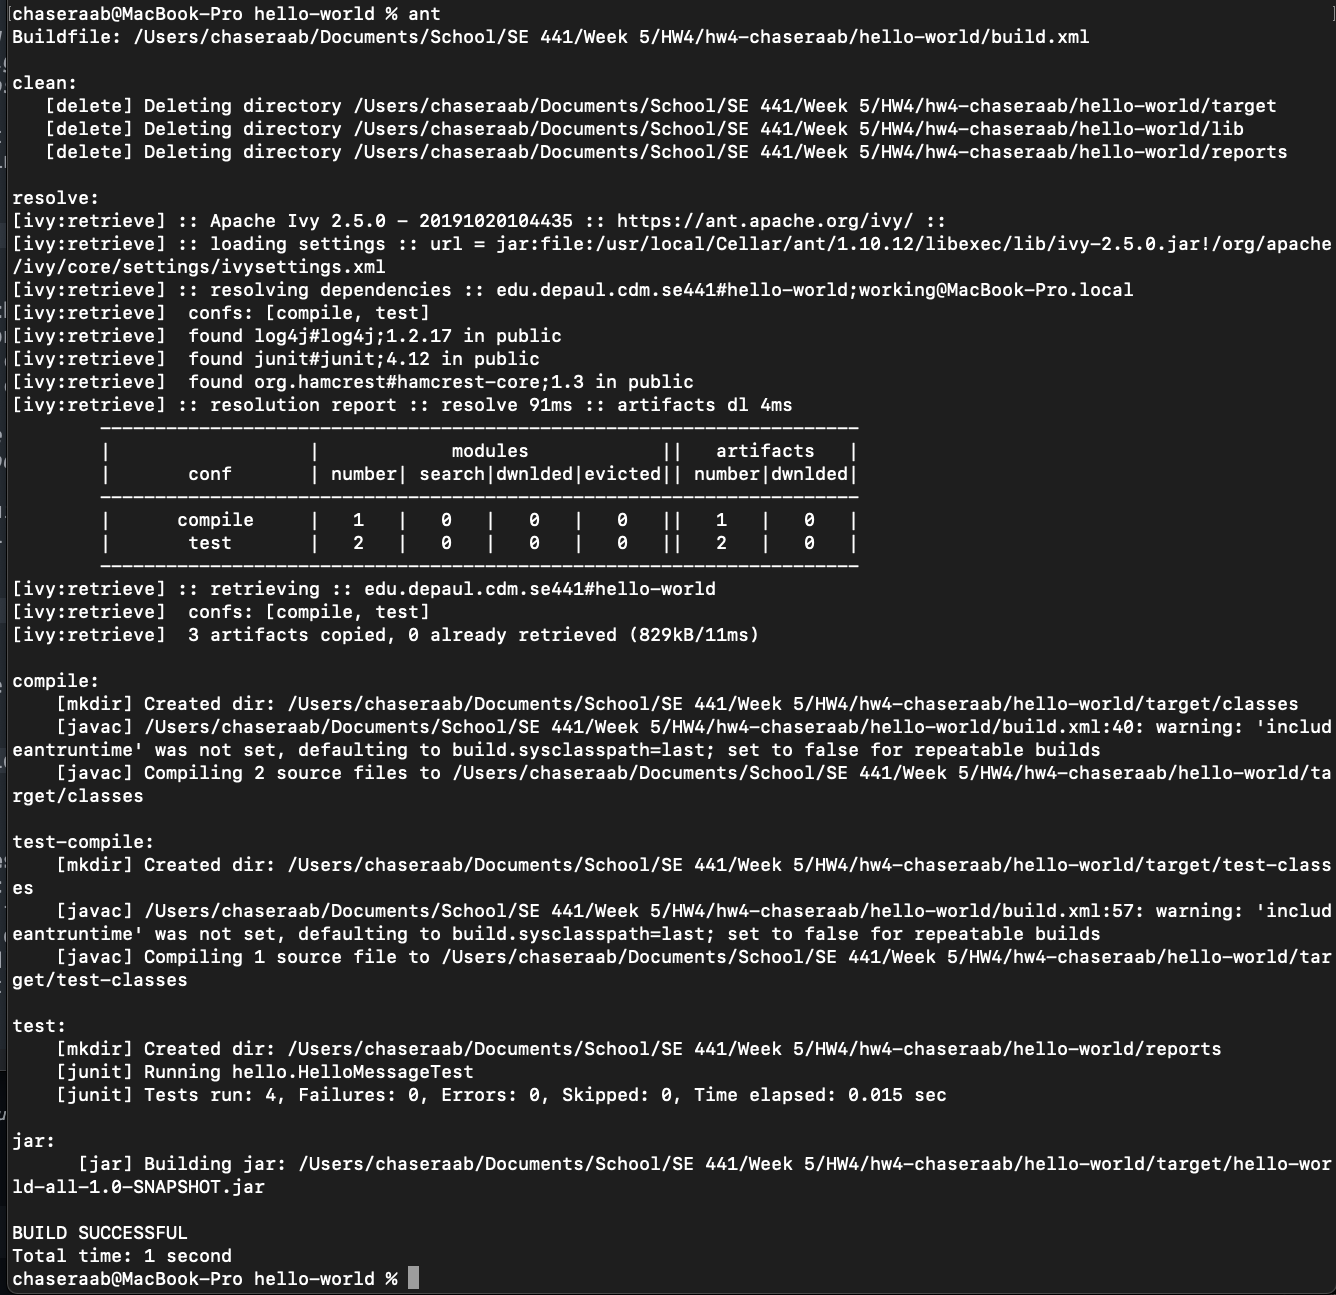 [chaseraab@MacBook-Pro hello-world % ant ]
Buildfile: /Users/chaseraab/Documents/School/SE 441/Week 5/HW4/hw4-chaseraab/hello-world/build.xml
clean:
[delete] Deleting directory /Users/chaseraab/Documents/School/SE 441/Week 5/HW4/hw4-chaseraab/hello-world/target
[delete] Deleting directory /Users/chaseraab/Documents/School/SE 441/Week 5/HW4/hw4-chaseraab/hello-world/lib
[delete] Deleting directory /Users/chaseraab/Documents/School/SE 441/Week 5/HW4/hw4-chaseraab/hello-world/reports
resolve:
[ivy:retrieve] :: Apache Ivy 2.5.0 - 20191020104435 :: https://ant.apache.org/ivy/ ::
[ivy:retrieve] :: loading settings :: url = jar:file:/usr/local/Cellar/ant/1.10.12/libexec/lib/ivy-2.5.0.jar!/org/apache
/ivy/core/settings/ivysettings.xml
[ivy:retrieve] :: resolving dependencies :: edu.depaul.cdm.se441#hello-world;working@MacBook-Pro.local
[ivy:retrieve]  confs: [compile, test]
[ivy:retrieve]  found log4j#log4j;1.2.17 in public
[ivy:retrieve]  found junit#junit;4.12 in public
[ivy:retrieve]  found org.hamcrest#hamcrest-core;1.3 in public
[ivy:retrieve] :: resolution report :: resolve 91ms :: artifacts dl 4ms
---------------------------------------------------------------------
|                  |            modules            ||   artifacts   |
|       conf       | number| search|dwnlded|evicted|| number|dwnlded|
---------------------------------------------------------------------
|      compile     |   1   |   0   |   0   |   0   ||   1   |   0   |
|       test       |   2   |   0   |   0   |   0   ||   2   |   0   |
---------------------------------------------------------------------
[ivy:retrieve] :: retrieving :: edu.depaul.cdm.se441#hello-world
[ivy:retrieve]  confs: [compile, test]
[ivy:retrieve]  3 artifacts copied, 0 already retrieved (829kB/11ms)
compile:
[mkdir] Created dir: /Users/chaseraab/Documents/School/SE 441/Week 5/HW4/hw4-chaseraab/hello-world/target/classes
[javac] /Users/chaseraab/Documents/School/SE 441/Week 5/HW4/hw4-chaseraab/hello-world/build.xml:40: warning: 'includ
eantruntime' was not set, defaulting to build.sysclasspath=last; set to false for repeatable builds
[javac] Compiling 2 source files to /Users/chaseraab/Documents/School/SE 441/Week 5/HW4/hw4-chaseraab/hello-world/ta
rget/classes
test-compile:
[mkdir] Created dir: /Users/chaseraab/Documents/School/SE 441/Week 5/HW4/hw4-chaseraab/hello-world/target/test-class
es
[javac] /Users/chaseraab/Documents/School/SE 441/Week 5/HW4/hw4-chaseraab/hello-world/build.xml:57: warning: 'includ
eantruntime' was not set, defaulting to build.sysclasspath=last; set to false for repeatable builds
[javac] Compiling 1 source file to /Users/chaseraab/Documents/School/SE 441/Week 5/HW4/hw4-chaseraab/hello-world/tar
get/test-classes
test:
[mkdir] Created dir: /Users/chaseraab/Documents/School/SE 441/Week 5/HW4/hw4-chaseraab/hello-world/reports
[junit] Running hello.HelloMessageTest
[junit] Tests run: 4, Failures: 0, Errors: 0, Skipped: 0, Time elapsed: 0.015 sec
jar:
[jar] Building jar: /Users/chaseraab/Documents/School/SE 441/Week 5/HW4/hw4-chaseraab/hello-world/target/hello-wor
ld-all-1.0-SNAPSHOT.jar
BUILD SUCCESSFUL
Total time: 1 second
chaseraab@MacBook-Pro hello-world %